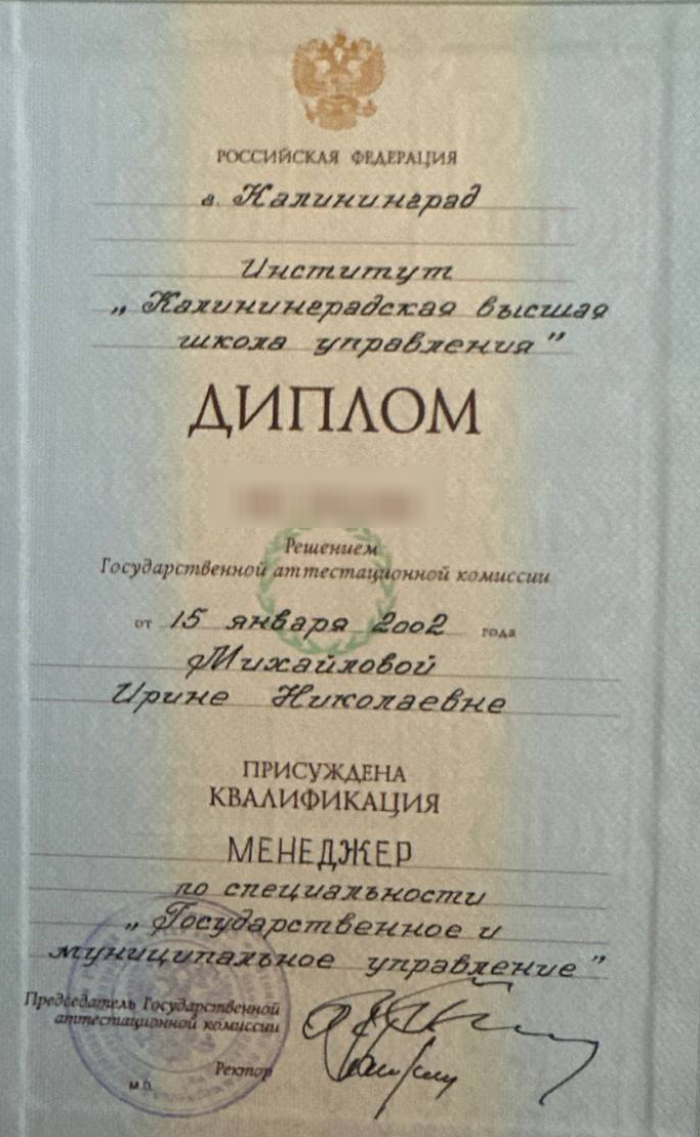 РОССИЙСКАЯ ФЕДЕРАЦИЯ
г. Калининград
Институт
„Калининградская высшая
школа управления”
ДИПЛОМ
Решением
Государственной аттестационной комиссии
от 15 января 2002 года
Михайловой
Ирине Николаевне
ПРИСУЖДЕНА
КВАЛИФИКАЦИЯ
МЕНЕДЖЕР
по специальности
„Государственное и
муниципальное управление”
Председатель Государственной
аттестационной комиссии
Ректор
М.П.